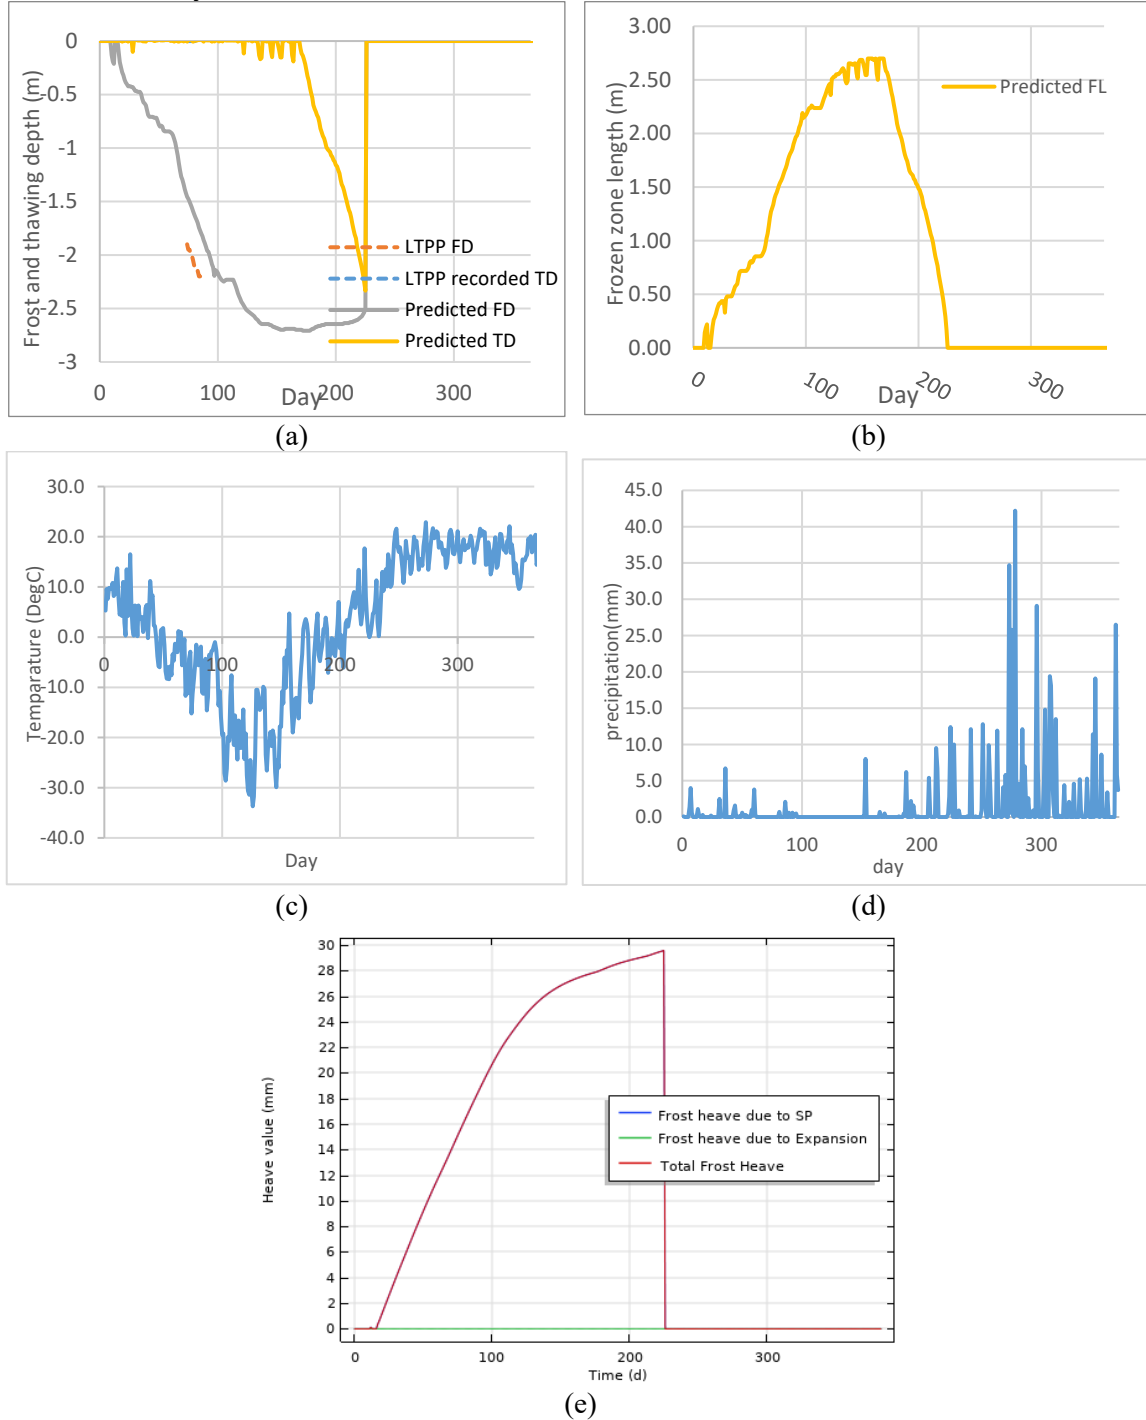 0
-0.5
-1
-1.5
-2
-2.5
-3
Frost and thawing depth (m)
LTPP FD
LTPP recorded TD
Predicted FD
Predicted TD
0 100 200 300
Day
(a)
3.00
2.50
2.00
1.50
1.00
0.50
0.00
Frozen zone length (m)
Predicted FL
0 100 200 300
Day
(b)
30.0
20.0
10.0
0.0
-10.0
-20.0
-30.0
-40.0
Temparature (DegC)
0 100 200 300
Day
(c)
45.0
40.0
35.0
30.0
25.0
20.0
15.0
10.0
5.0
0.0
precipitation(mm)
0 100 200 300
day
(d)
30
28
26
24
22
20
18
16
14
12
10
8
6
4
2
0
Heave value (mm)
Frost heave due to SP
Frost heave due to Expansion
Total Frost Heave
0 100 200 300
Time (d)
(e)